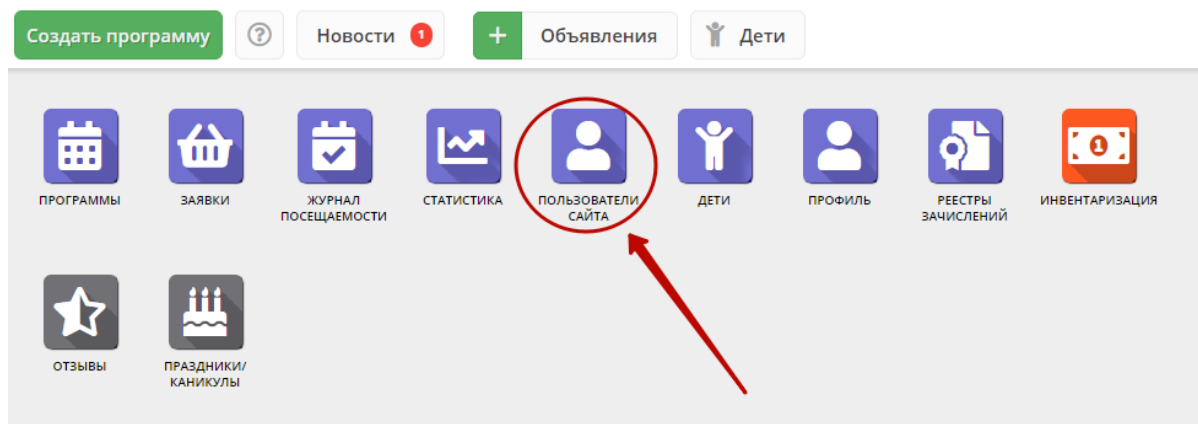 Создать программу
?
Новости 1
+ Объявления
Дети
ПРОГРАММЫ
ЗАЯВКИ
ЖУРНАЛ
ПОСЕЩАЕМОСТИ
СТАТИСТИКА
ПОЛЬЗОВАТЕЛИ
САЙТА
ДЕТИ
ПРОФИЛЬ
РЕЕСТРЫ
ЗАЧИСЛЕНИЙ
1
ИНВЕНТАРИЗАЦИЯ
ОТЗЫВЫ
ПРАЗДНИКИ/
КАНИКУЛЫ